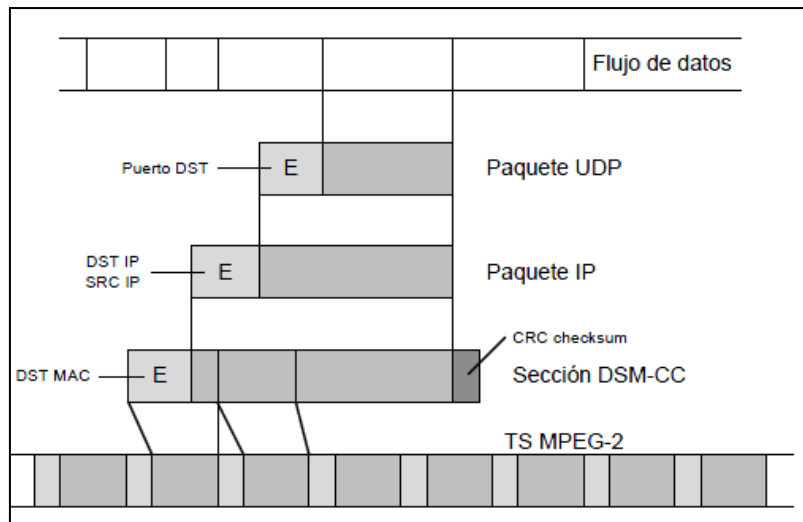 Flujo de datos
Puerto DST
E
Paquete UDP
DST IP
SRC IP
E
Paquete IP
CRC checksum
DST MAC
E
Sección DSM-CC
TS MPEG-2